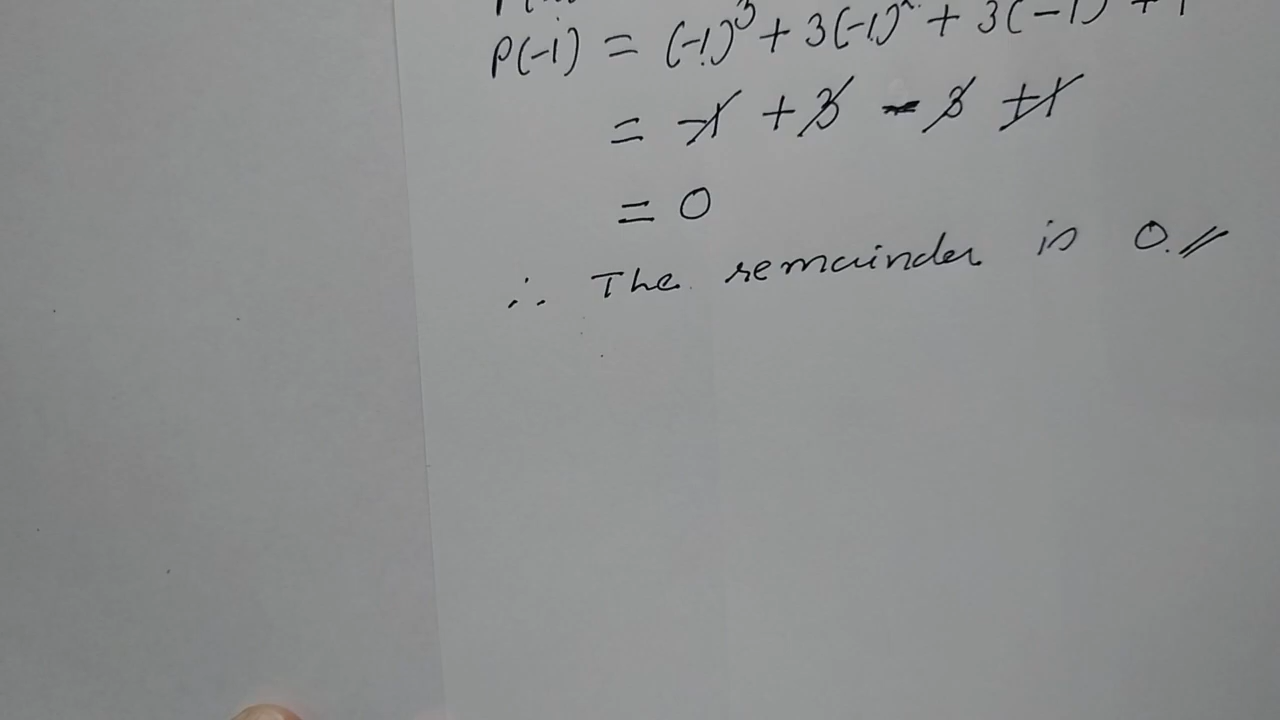 P(-1) = (-1)³ + 3(-1)² + 3(-1) + 1
= -1 + 3 - 3 + 1
= 0
∴ The remainder is 0.//